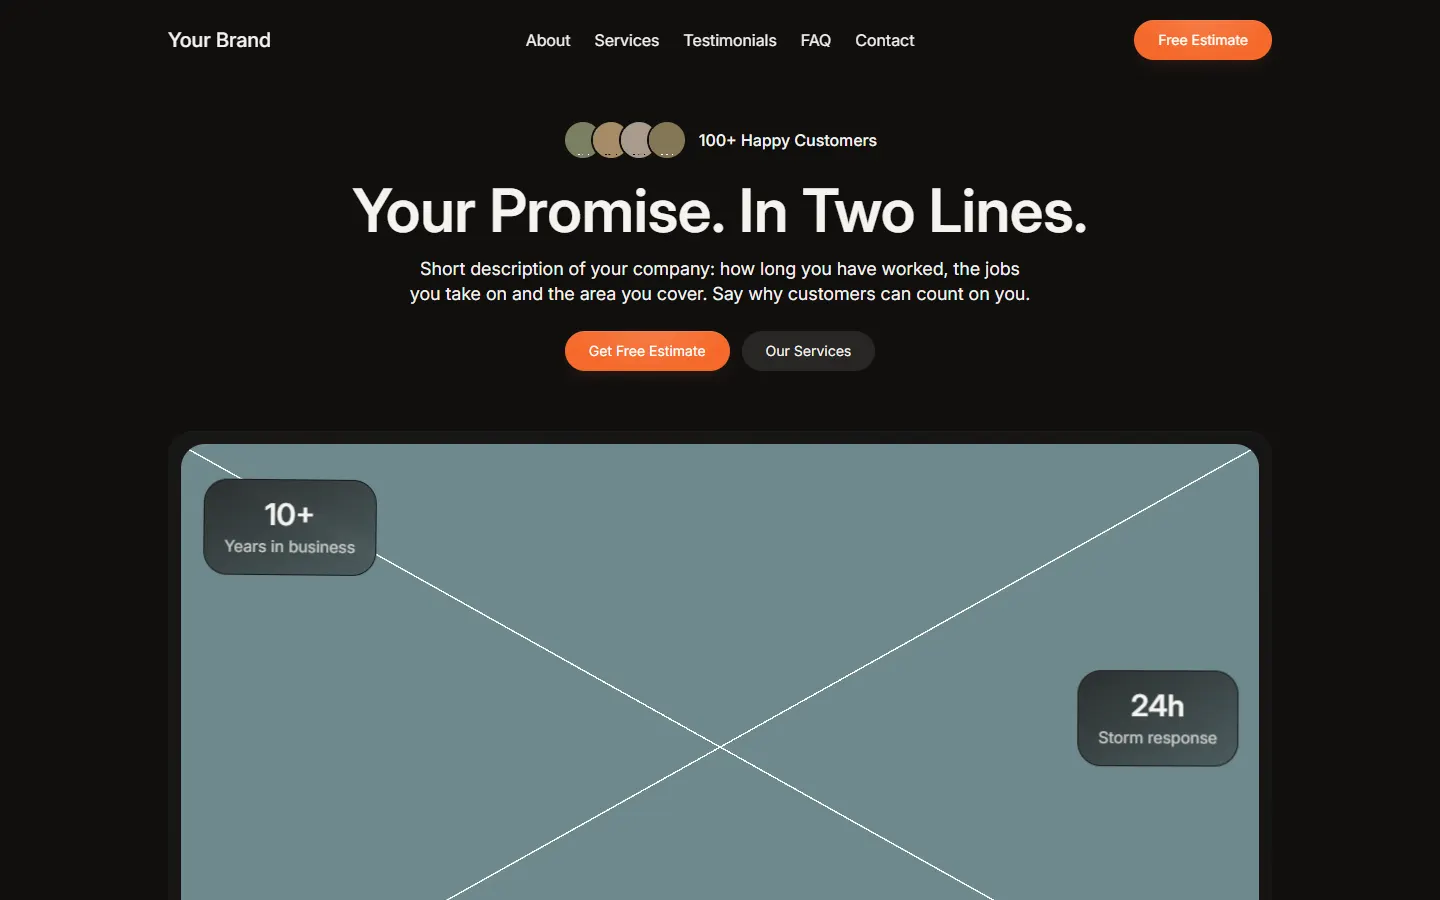 Your Brand
About
Services
Testimonials
FAQ
Contact
Free Estimate
100+ Happy Customers
Your Promise. In Two Lines.
Short description of your company: how long you have worked, the jobs
you take on and the area you cover. Say why customers can count on you.
Get Free Estimate
Our Services
10+
Years in business
24h
Storm response